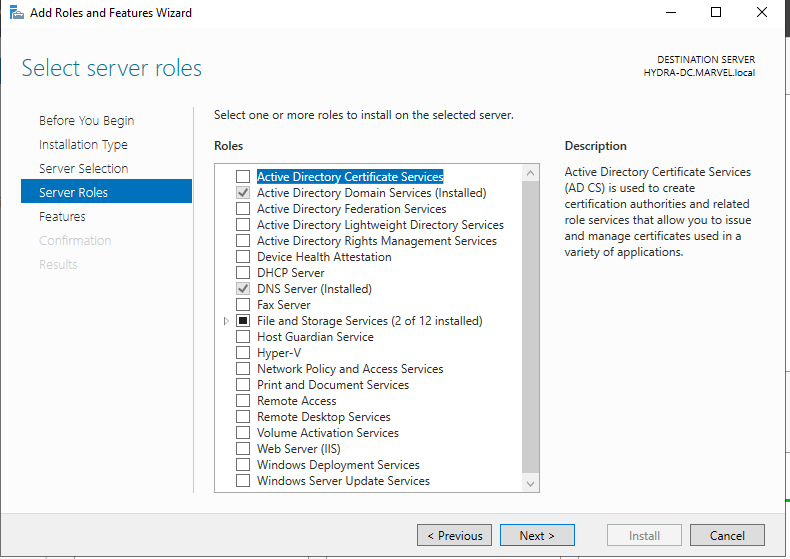 Add Roles and Features Wizard
Select server roles
DESTINATION SERVER
HYDRA-DC.MARVEL.local
Before You Begin
Installation Type
Server Selection
Server Roles
Features
Confirmation
Results
Select one or more roles to install on the selected server.
Roles
Active Directory Certificate Services
Active Directory Domain Services (Installed)
Active Directory Federation Services
Active Directory Lightweight Directory Services
Active Directory Rights Management Services
Device Health Attestation
DHCP Server
DNS Server (Installed)
Fax Server
File and Storage Services (2 of 12 installed)
Host Guardian Service
Hyper-V
Network Policy and Access Services
Print and Document Services
Remote Access
Remote Desktop Services
Volume Activation Services
Web Server (IIS)
Windows Deployment Services
Windows Server Update Services
Description
Active Directory Certificate Services
(AD CS) is used to create
certification authorities and related
role services that allow you to issue
and manage certificates used in a
variety of applications.
< Previous
Next >
Install
Cancel